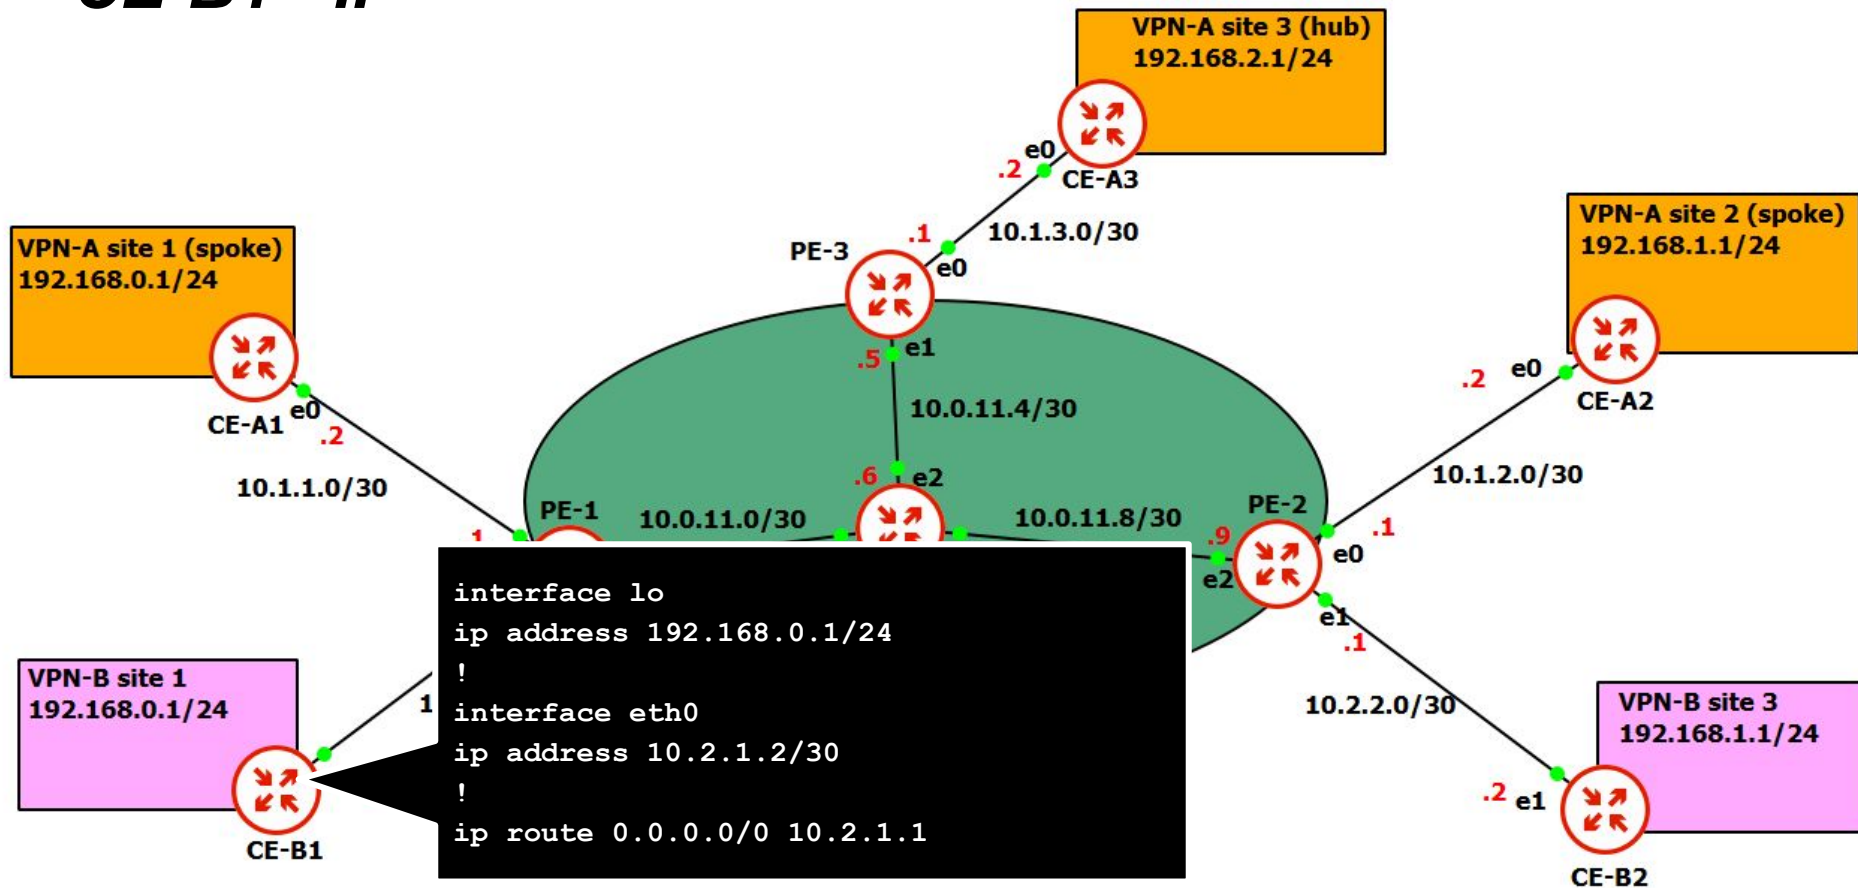 VPN-A site 3 (hub)
192.168.2.1/24
e0
.2
CE-A3
10.1.3.0/30
.1
PE-3
e0
VPN-A site 2 (spoke)
192.168.1.1/24
.2
e0
CE-A2
10.1.2.0/30
VPN-A site 1 (spoke)
192.168.0.1/24
CE-A1
e0
.2
10.1.1.0/30
.5
e1
10.0.11.4/30
.6
e2
PE-1
10.0.11.0/30
10.0.11.8/30
PE-2
.9
e2
.1
e0
e1
.1
interface lo
ip address 192.168.0.1/24
!
interface eth0
ip address 10.2.1.2/30
!
ip route 0.0.0.0/0 10.2.1.1
VPN-B site 1
192.168.0.1/24
CE-B1
10.2.2.0/30
VPN-B site 3
192.168.1.1/24
.2
e1
CE-B2